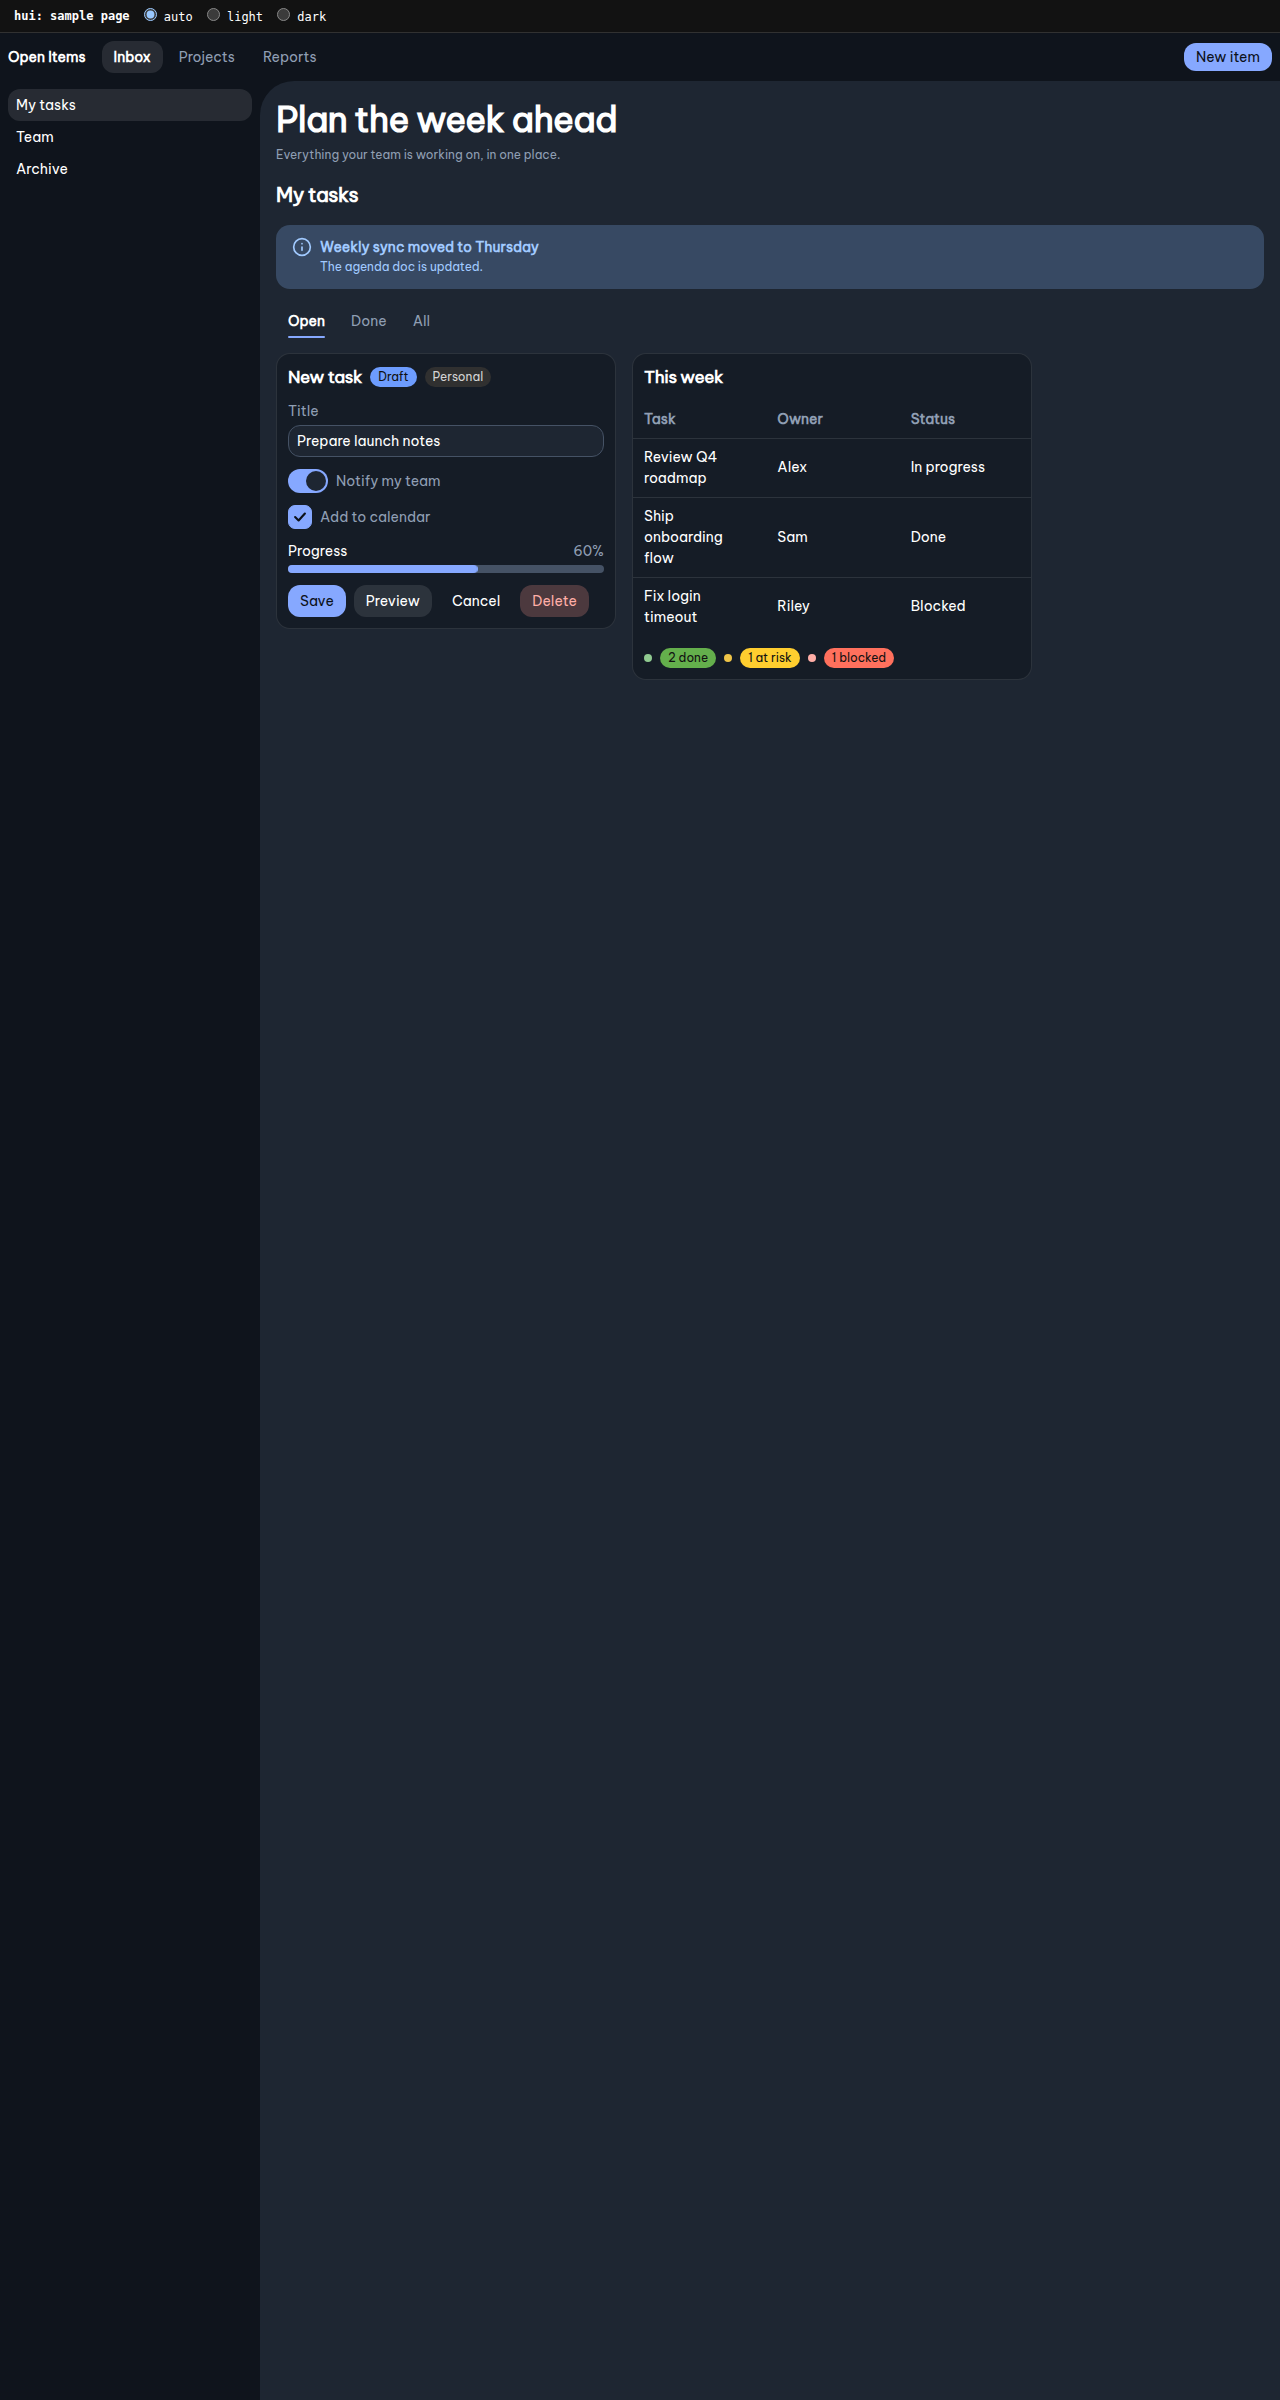 hui: sample page auto light dark
Open Items Inbox Projects Reports New item
My tasks
Team
Archive
Plan the week ahead
Everything your team is working on, in one place.
My tasks
Weekly sync moved to Thursday
The agenda doc is updated.
Open Done All
New task Draft Personal
Title
Prepare launch notes
Notify my team
Add to calendar
Progress 60%
Save Preview Cancel Delete
This week
Task Owner Status
Review Q4
roadmap
Alex In progress
Ship
onboarding
flow
Sam Done
Fix login
timeout
Riley Blocked
2 done 1 at risk 1 blocked